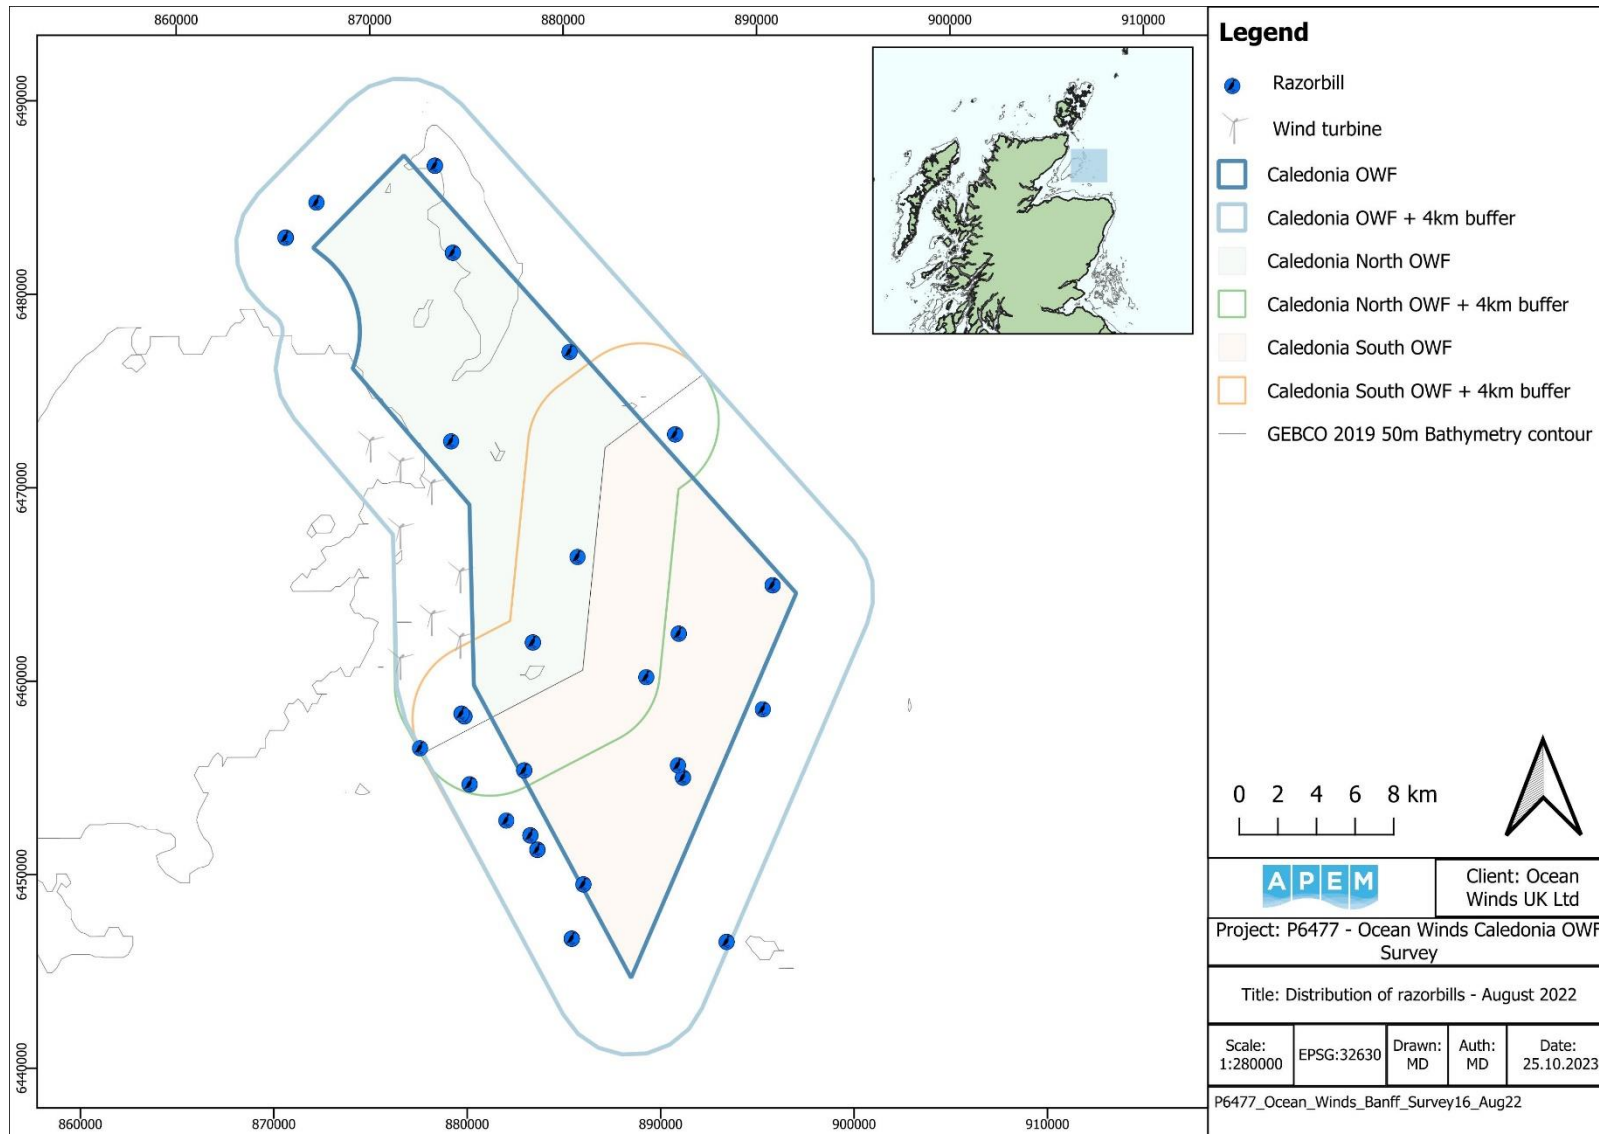 860000 870000 880000 890000 900000 910000
6490000
6480000
6470000
6460000
6450000
6440000
860000 870000 880000 890000 900000 910000
Legend
Razorbill
Wind turbine
Caledonia OWF
Caledonia OWF + 4km buffer
Caledonia North OWF
Caledonia North OWF + 4km buffer
Caledonia South OWF
Caledonia South OWF + 4km buffer
GEBCO 2019 50m Bathymetry contour
0 2 4 6 8 km
APEM
Client: Ocean
Winds UK Ltd
Project: P6477 - Ocean Winds Caledonia OWF
Survey
Title: Distribution of razorbills - August 2022
Scale:
1:280000
EPSG:32630
Drawn:
MD
Auth:
MD
Date:
25.10.2023
P6477_Ocean_Winds_Banff_Survey16_Aug22